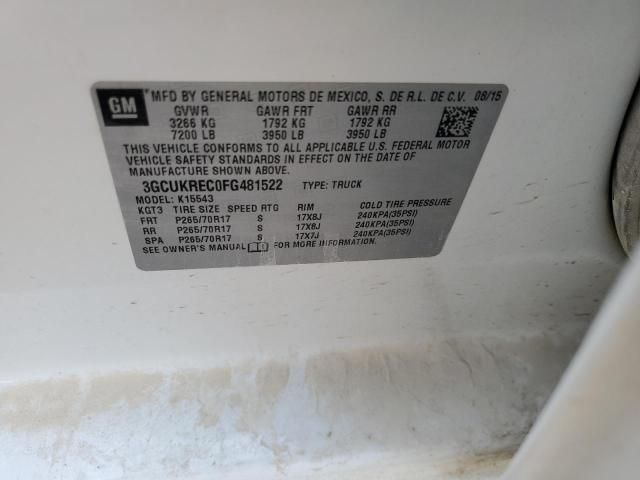 GM
*MFD BY GENERAL MOTORS DE MEXICO, S. DE R.L. DE C.V. 08/15
GVWR GAWR FRT GAWR RR
3266 KG 1792 KG 1792 KG
7200 LB 3950 LB 3950 LB
THIS VEHICLE CONFORMS TO ALL APPLICABLE U.S. FEDERAL MOTOR
VEHICLE SAFETY STANDARDS IN EFFECT ON THE DATE OF
MANUFACTURE SHOWN ABOVE.
3GCUKREC0FG481522 TYPE: TRUCK
MODEL: K15543
KGT3 TIRE SIZE SPEED RTG RIM COLD TIRE PRESSURE
FRT P265/70R17 S 17X8J 240KPA(35PSI)
RR P265/70R17 S 17X8J 240KPA(35PSI)
SPA P265/70R17 S 17X7J 240KPA(35PSI)
SEE OWNER'S MANUAL FOR MORE INFORMATION.